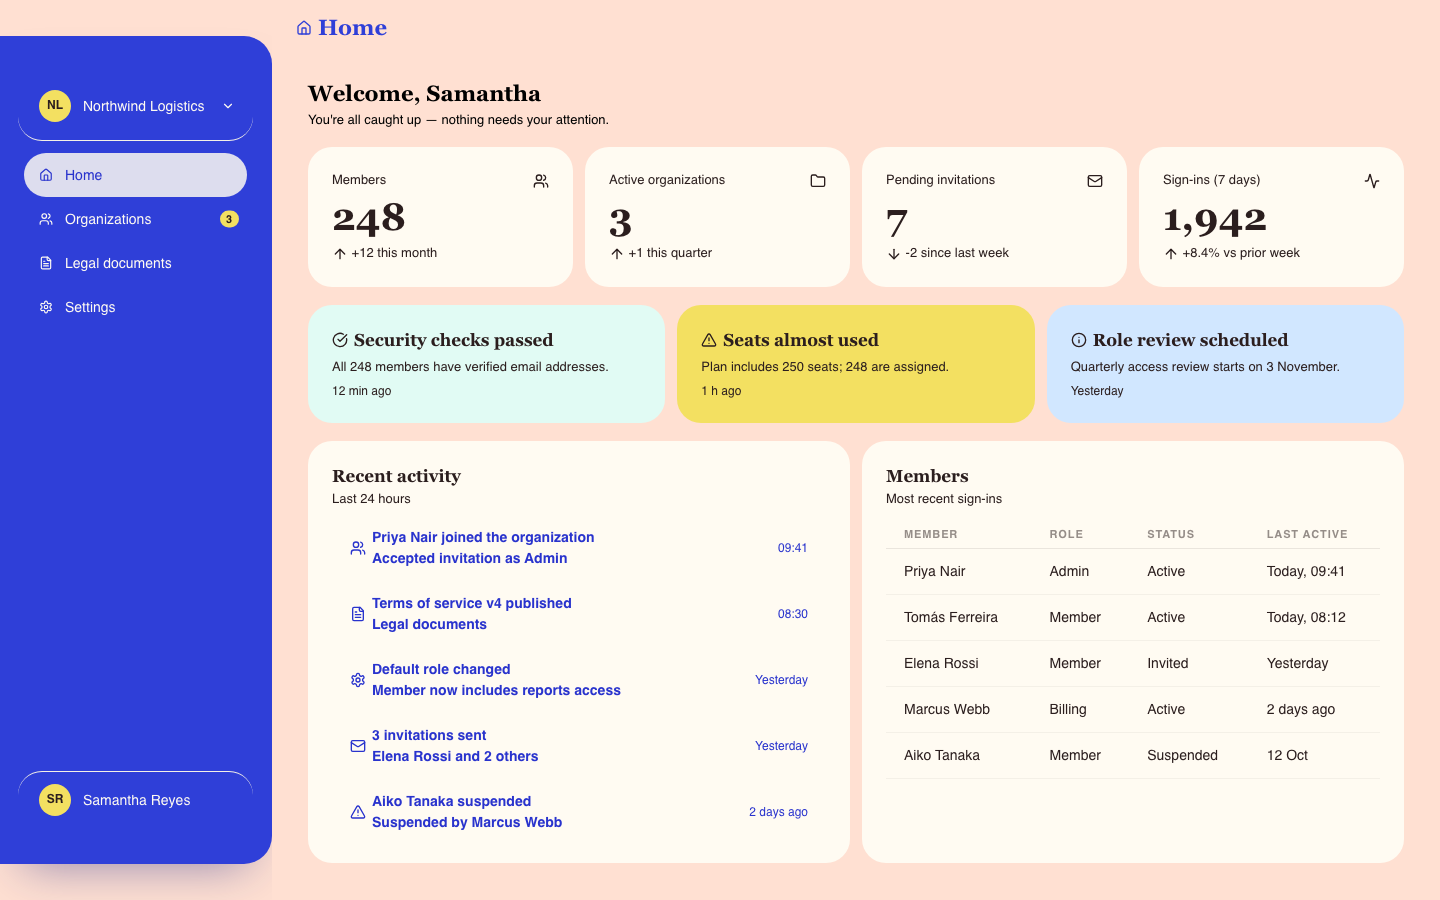 Home
NL Northwind Logistics
Home
Organizations 3
Legal documents
Settings
SR Samantha Reyes
Welcome, Samantha
You're all caught up — nothing needs your attention.
Members
248
+12 this month
Active organizations
3
+1 this quarter
Pending invitations
7
-2 since last week
Sign-ins (7 days)
1,942
+8.4% vs prior week
Security checks passed
All 248 members have verified email addresses.
12 min ago
Seats almost used
Plan includes 250 seats; 248 are assigned.
1 h ago
Role review scheduled
Quarterly access review starts on 3 November.
Yesterday
Recent activity
Last 24 hours
Priya Nair joined the organization
Accepted invitation as Admin
09:41
Terms of service v4 published
Legal documents
08:30
Default role changed
Member now includes reports access
Yesterday
3 invitations sent
Elena Rossi and 2 others
Yesterday
Aiko Tanaka suspended
Suspended by Marcus Webb
2 days ago
Members
Most recent sign-ins
MEMBER ROLE STATUS LAST ACTIVE
Priya Nair Admin Active Today, 09:41
Tomás Ferreira Member Active Today, 08:12
Elena Rossi Member Invited Yesterday
Marcus Webb Billing Active 2 days ago
Aiko Tanaka Member Suspended 12 Oct